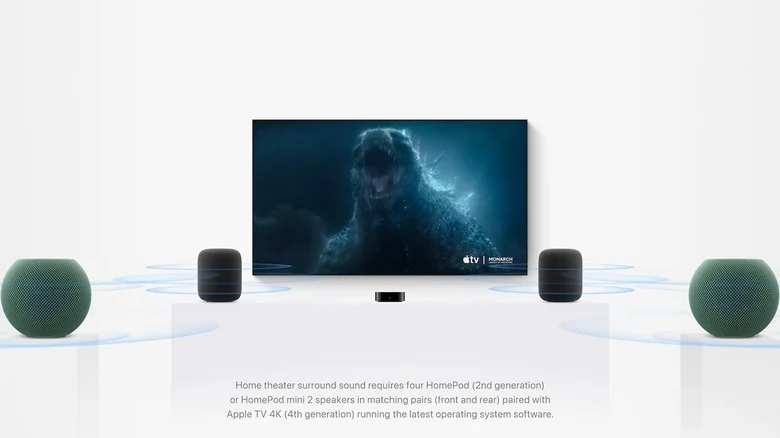 tv | MONARCH
Home theater surround sound requires four HomePod (2nd generation)
or HomePod mini 2 speakers in matching pairs (front and rear) paired with
Apple TV 4K (4th generation) running the latest operating system software.